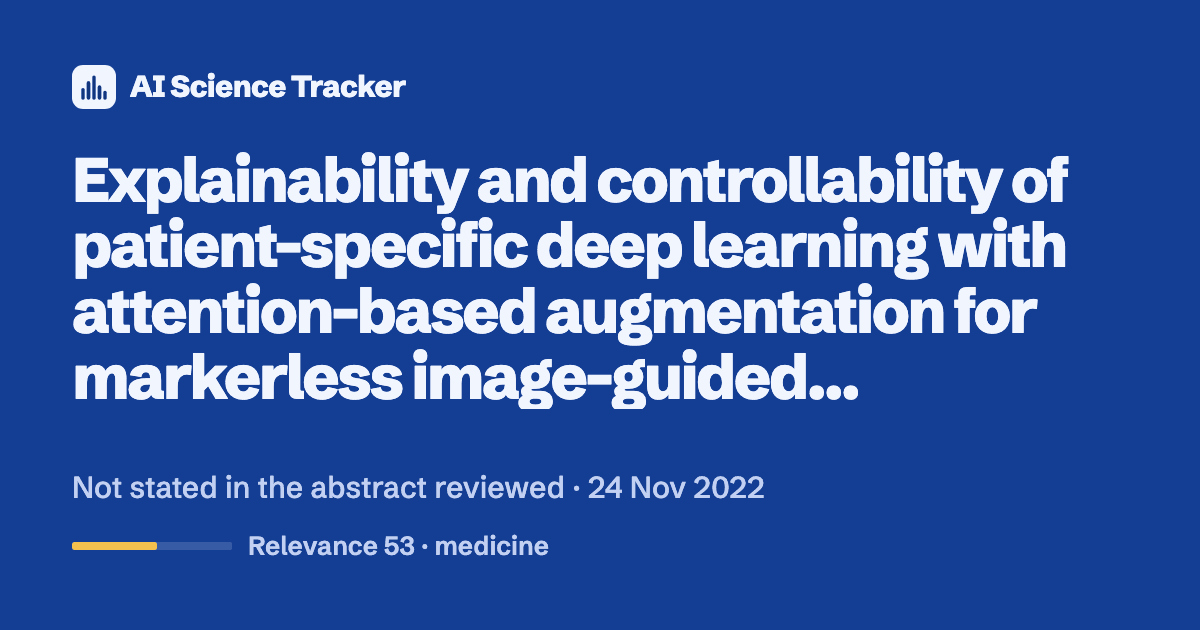 AI Science Tracker
Explainability and controllability of
patient-specific deep learning with
attention-based augmentation for
markerless image-guided…
Not stated in the abstract reviewed · 24 Nov 2022
Relevance 53 · medicine